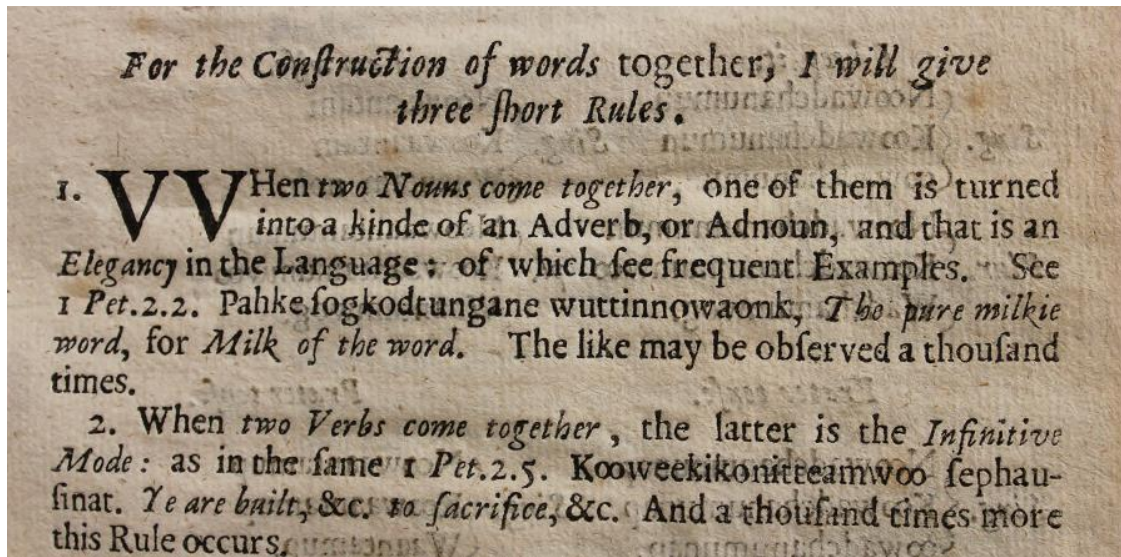 For the Conſtruction of words together, I will give
three ſhort Rules.
1. VVHen two Nouns come together, one of them is turned
into a kinde of an Adverb, or Adnoun, and that is an
Elegancy in the Language: of which ſee frequent Examples. See
1 Pet.2.2. Pahke ſogkodtungane wuttinnowaonk, The pure milkie
word, for Milk of the word. The like may be obſerved a thouſand
times.
2. When two Verbs come together, the latter is the Infinitive
Mode: as in the ſame 1 Pet.2.5. Kooweekikonitteamwoo ſephau-
ſinat. Ye are built, &c. to ſacrifice, &c. And a thouſand times more
this Rule occurs.